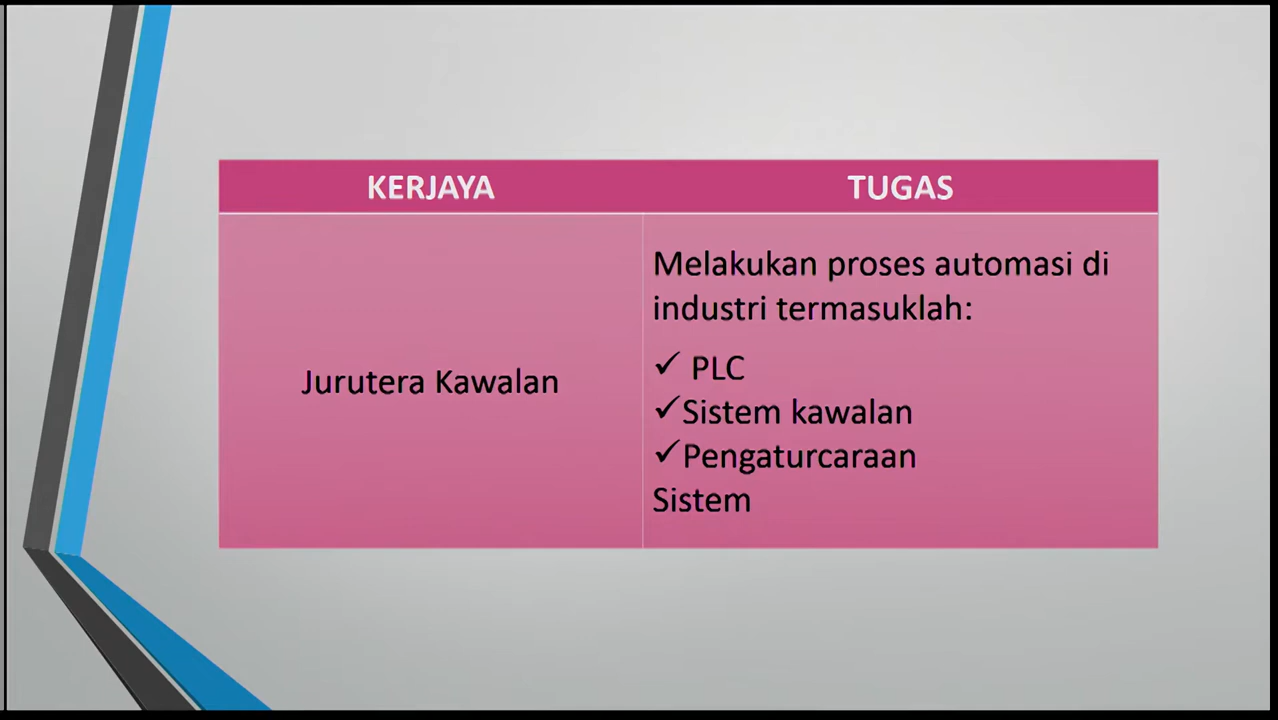 KERJAYA
TUGAS
Jurutera Kawalan
Melakukan proses automasi di
industri termasuklah:
✓ PLC
✓Sistem kawalan
✓Pengaturcaraan
Sistem